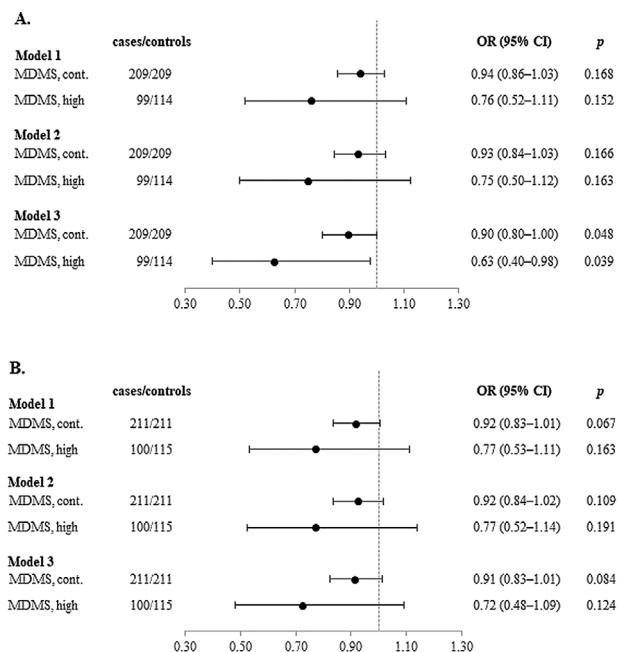 A.
cases/controls OR (95% CI) p
Model 1
MDMS, cont. 209/209 0.94 (0.86–1.03) 0.168
MDMS, high 99/114 0.76 (0.52–1.11) 0.152
Model 2
MDMS, cont. 209/209 0.93 (0.84–1.03) 0.166
MDMS, high 99/114 0.75 (0.50–1.12) 0.163
Model 3
MDMS, cont. 209/209 0.90 (0.80–1.00) 0.048
MDMS, high 99/114 0.63 (0.40–0.98) 0.039
0.30 0.50 0.70 0.90 1.10 1.30
B.
cases/controls OR (95% CI) p
Model 1
MDMS, cont. 211/211 0.92 (0.83–1.01) 0.067
MDMS, high 100/115 0.77 (0.53–1.11) 0.163
Model 2
MDMS, cont. 211/211 0.92 (0.84–1.02) 0.109
MDMS, high 100/115 0.77 (0.52–1.14) 0.191
Model 3
MDMS, cont. 211/211 0.91 (0.83–1.01) 0.084
MDMS, high 100/115 0.72 (0.48–1.09) 0.124
0.30 0.50 0.70 0.90 1.10 1.30